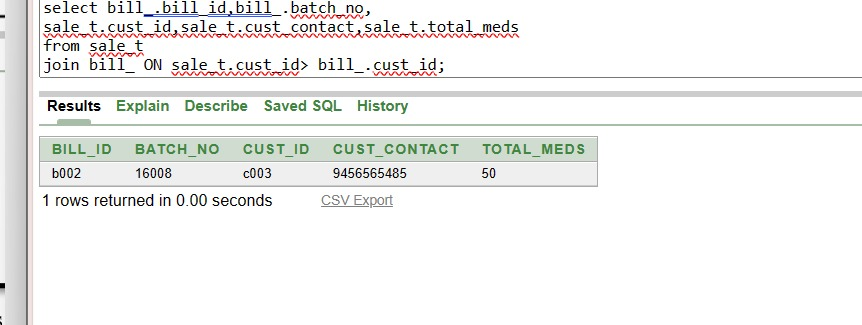 select bill_.bill_id,bill_.batch_no,
sale_t.cust_id,sale_t.cust_contact,sale_t.total_meds
from sale_t
join bill_ ON sale_t.cust_id> bill_.cust_id;
Results Explain Describe Saved SQL History
BILL_ID BATCH_NO CUST_ID CUST_CONTACT TOTAL_MEDS
b002 16008 c003 9456565485 50
1 rows returned in 0.00 seconds CSV Export